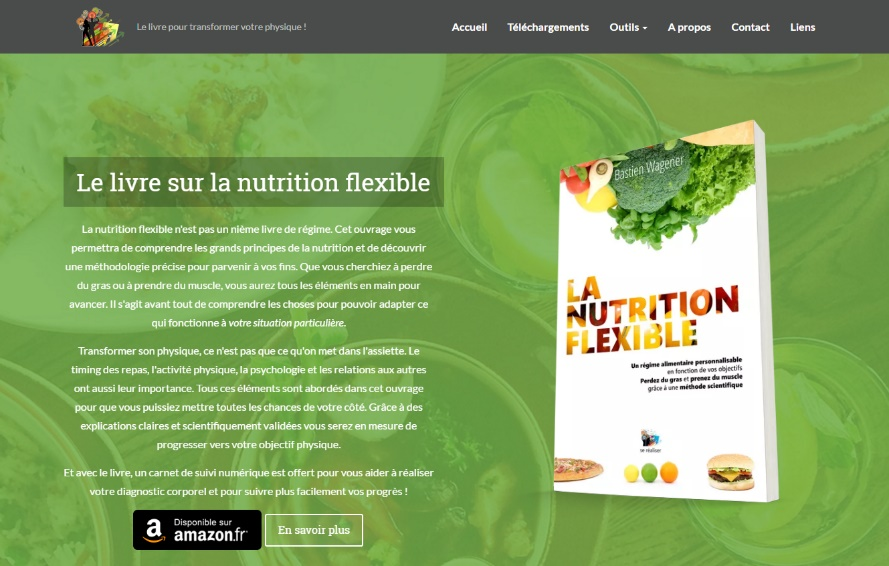 Le livre pour transformer votre physique !
Accueil
Téléchargements
Outils
A propos
Contact
Liens
Le livre sur la nutrition flexible
La nutrition flexible n'est pas un nième livre de régime. Cet ouvrage vous
permettra de comprendre les grands principes de la nutrition et de découvrir
une méthodologie précise pour parvenir à vos fins. Que vous cherchiez à perdre
du gras ou à prendre du muscle, vous aurez tous les éléments en main pour
avancer. Il s'agit avant tout de comprendre les choses pour pouvoir adapter ce
qui fonctionne à votre situation particulière.
Transformer son physique, ce n'est pas que ce qu'on met dans l'assiette. Le
timing des repas, l'activité physique, la psychologie et les relations aux autres
ont aussi leur importance. Tous ces éléments sont abordés dans cet ouvrage
pour que vous puissiez mettre toutes les chances de votre côté. Grâce à des
explications claires et scientifiquement validées vous serez en mesure de
progresser vers votre objectif physique.
Et avec le livre, un carnet de suivi numérique est offert pour vous aider à réaliser
votre diagnostic corporel et pour suivre plus facilement vos progrès !
Disponible sur
amazon.fr
En savoir plus
Bastien Wagener
LA
NUTRITION
FLEXIBLE
Un régime alimentaire personnalisable
en fonction de vos objectifs
Perdez du gras et prenez du muscle
grâce à une méthode scientifique
se réaliser